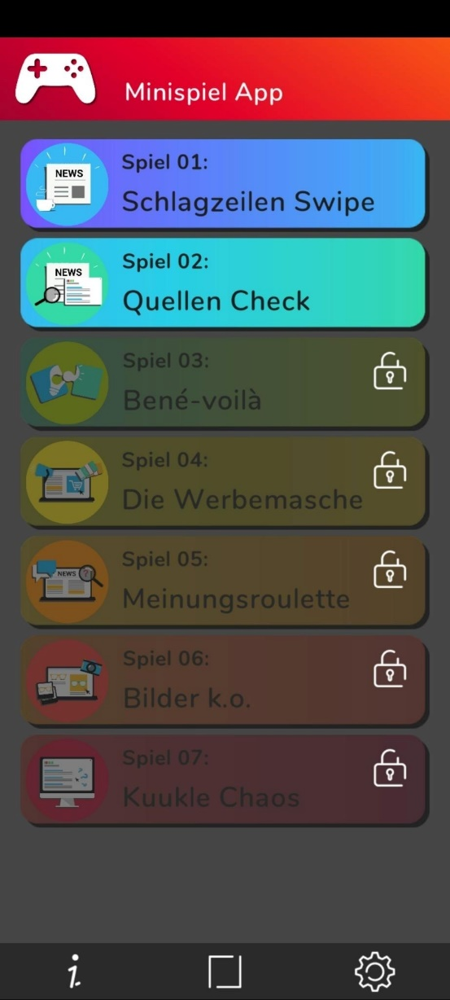 Minispiel App
NEWS
Spiel 01:
Schlagzeilen Swipe
NEWS
Spiel 02:
Quellen Check
Spiel 03:
Bené-voilà
Spiel 04:
Die Werbemasche
NEWS
Spiel 05:
Meinungsroulette
Spiel 06:
Bilder k.o.
Spiel 07:
Kuukle Chaos